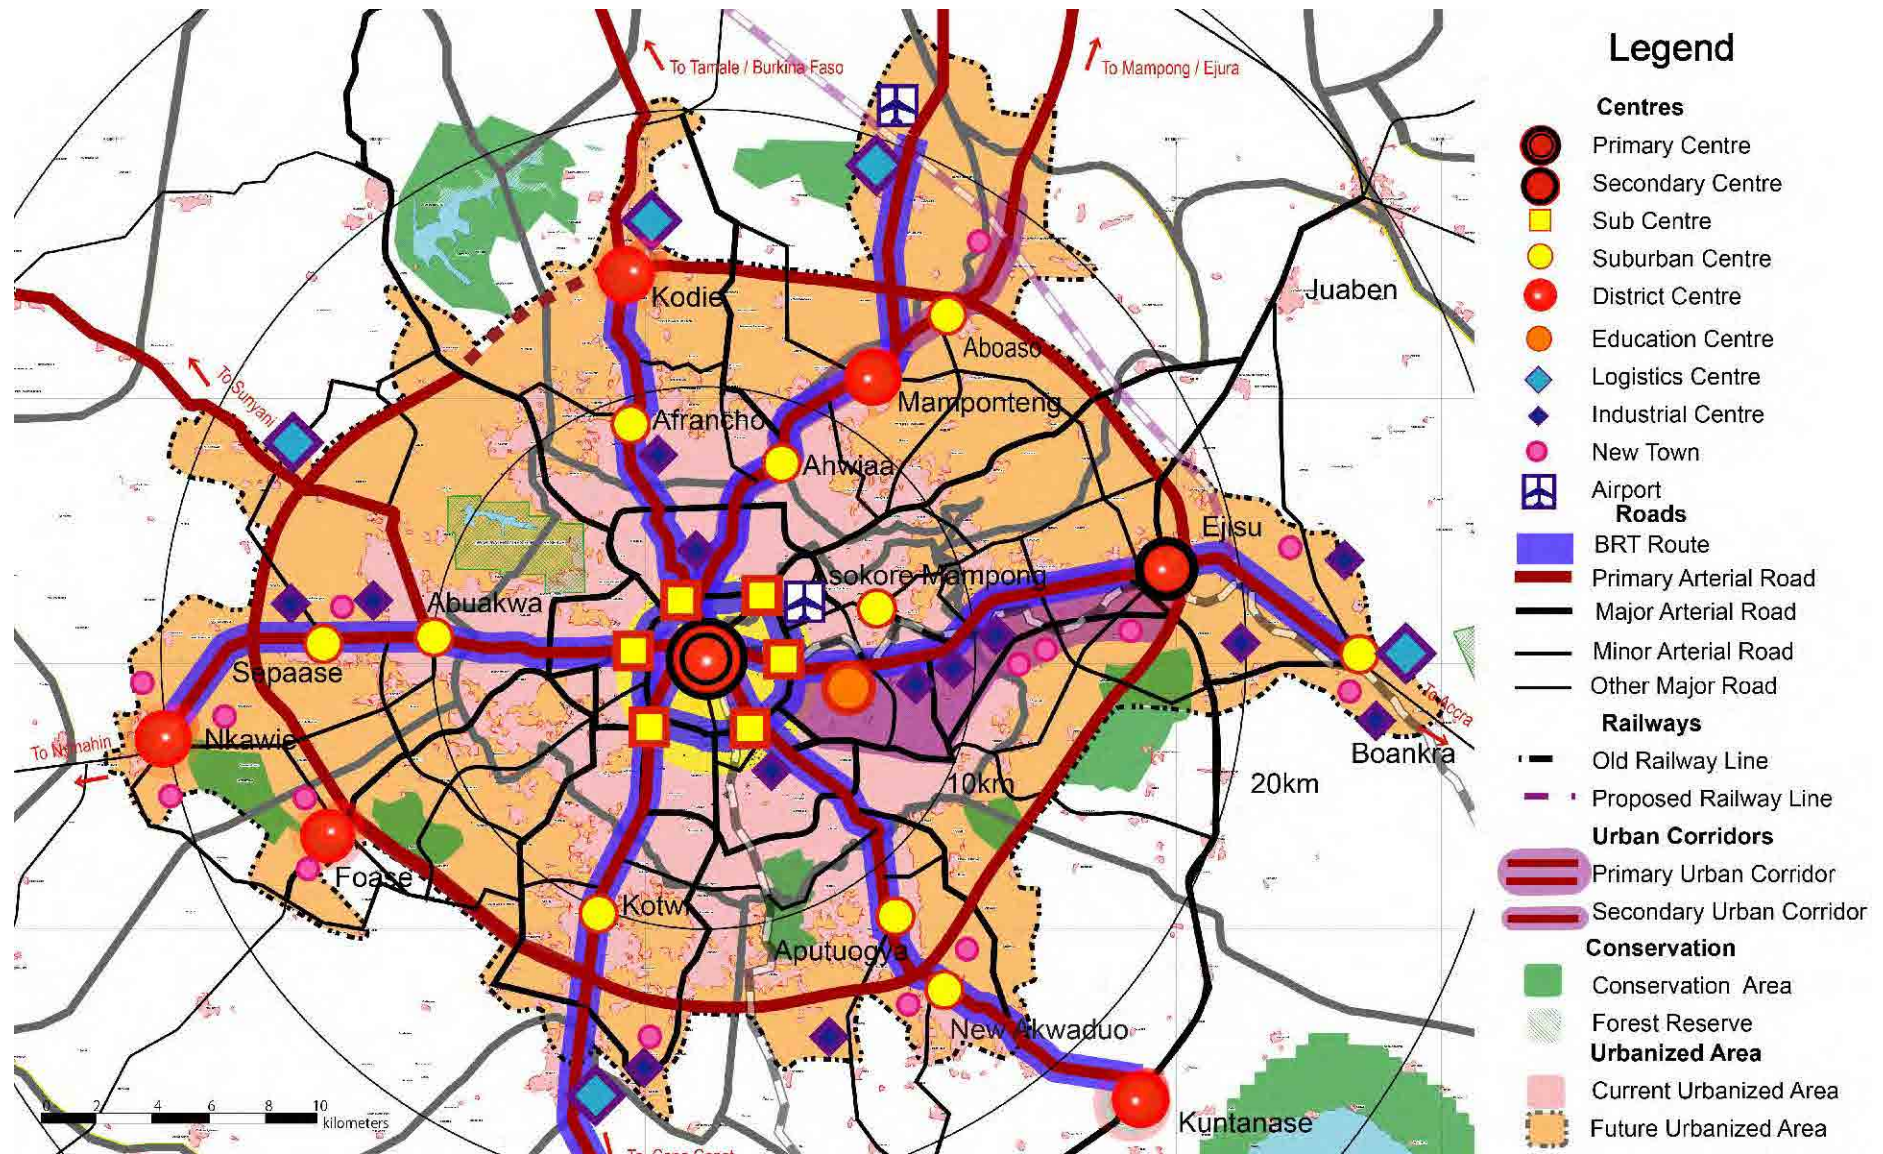 To Tamale / Burkina Faso
To Mampong / Ejura
Kodie
Juaben
Aboaso
To Sunyani
Mamponteng
Afrancho
Ahwiaa
Ejisu
Asokore Mampong
Abuakwa
Sepaase
Nkawie
To Accra
Boankra
10km
20km
Foase
Kotwi
Aputuogya
New Akwaduo
Kuntanase
0 2 4 6 8 10
kilometers
Legend
Centres
Primary Centre
Secondary Centre
Sub Centre
Suburban Centre
District Centre
Education Centre
Logistics Centre
Industrial Centre
New Town
Airport
Roads
BRT Route
Primary Arterial Road
Major Arterial Road
Minor Arterial Road
Other Major Road
Railways
Old Railway Line
Proposed Railway Line
Urban Corridors
Primary Urban Corridor
Secondary Urban Corridor
Conservation
Conservation Area
Forest Reserve
Urbanized Area
Current Urbanized Area
Future Urbanized Area